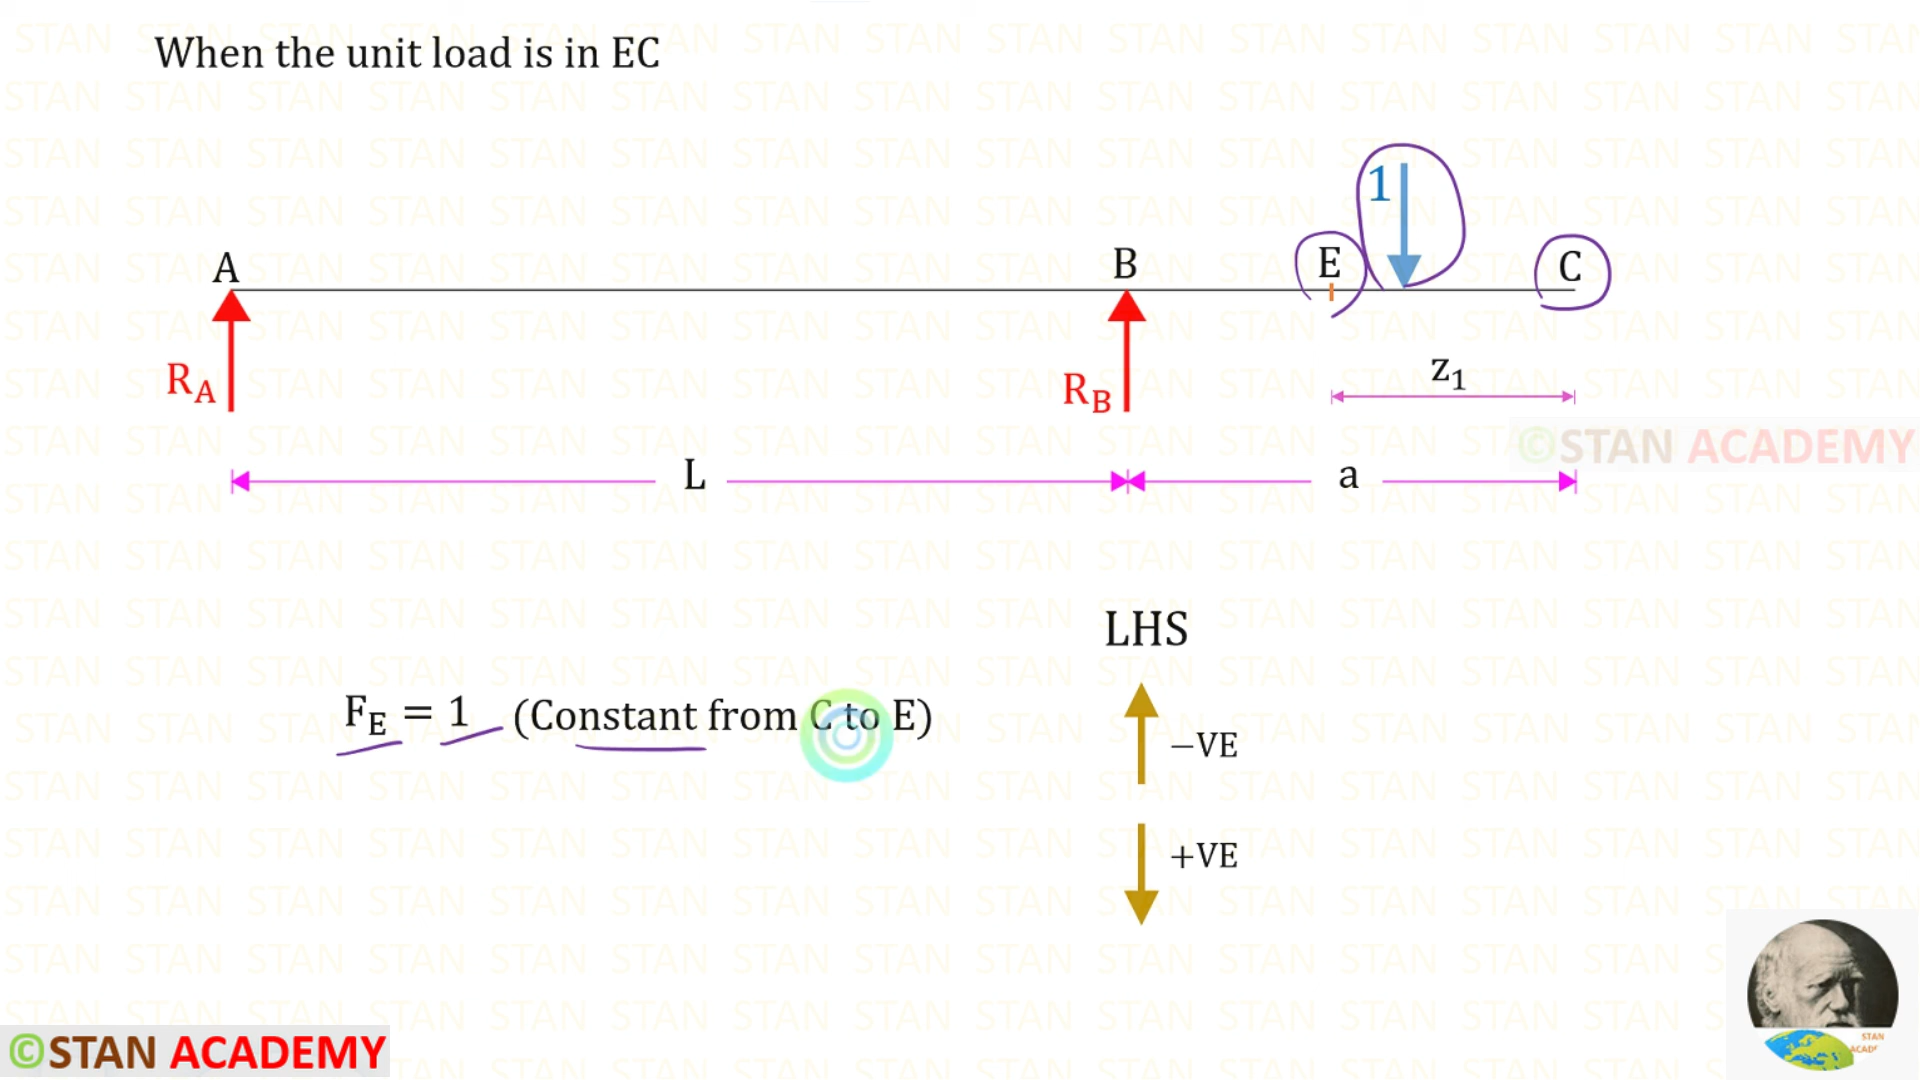 When the unit load is in EC
1
A
B
E
C
R_A
R_B
z_1
©STAN ACADEMY
L
a
LHS
F_E = 1 (Constant from C to E)
−VE
+VE
©STAN ACADEMY
STAN